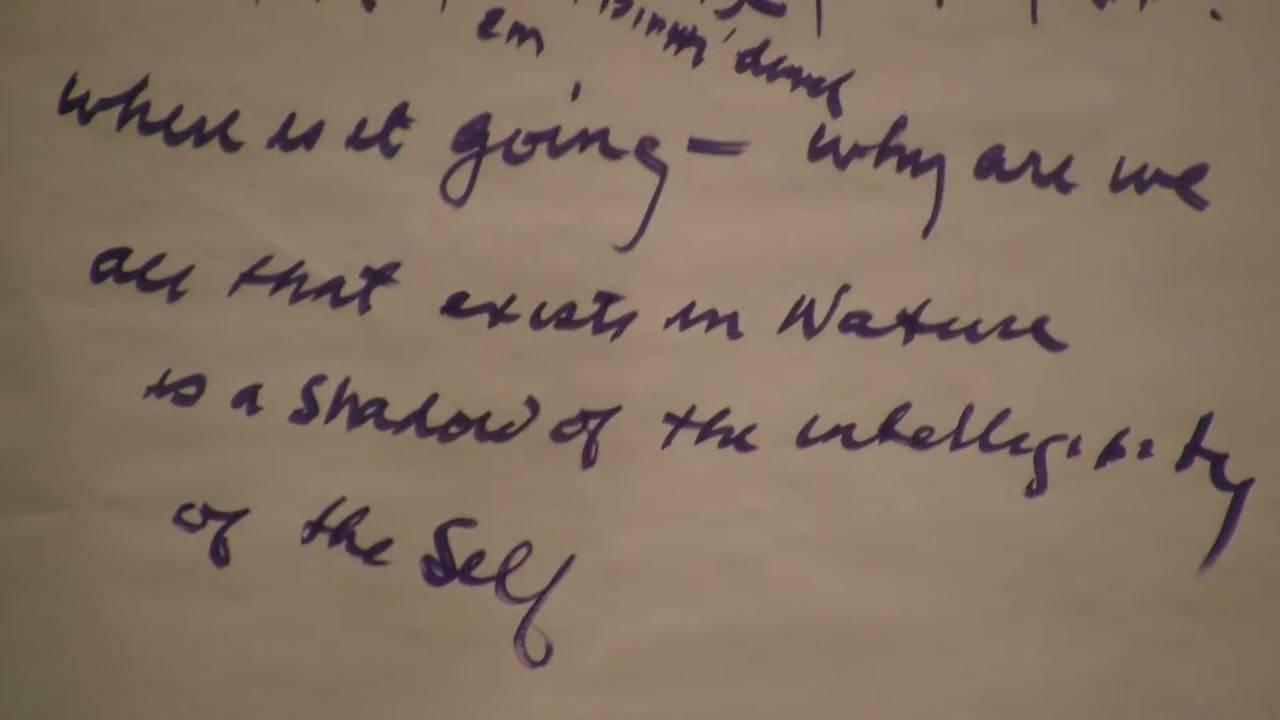 em
where is it going — why are we
all that exists in Nature
is a Shadow of the
of the Self